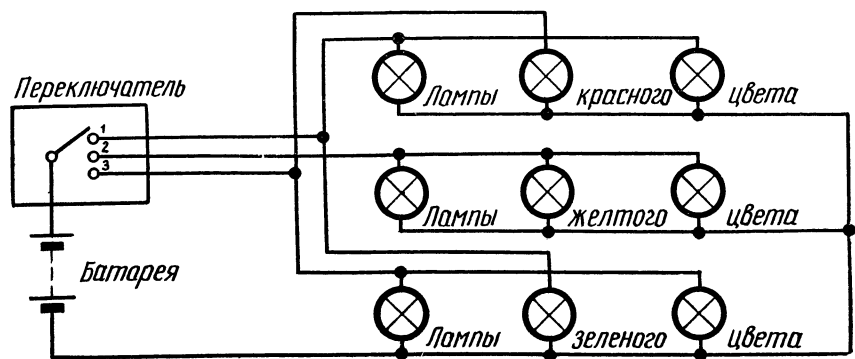 Лампы красного цвета
Переключатель
1
2
3
Лампы желтого цвета
Батарея
Лампы зеленого цвета